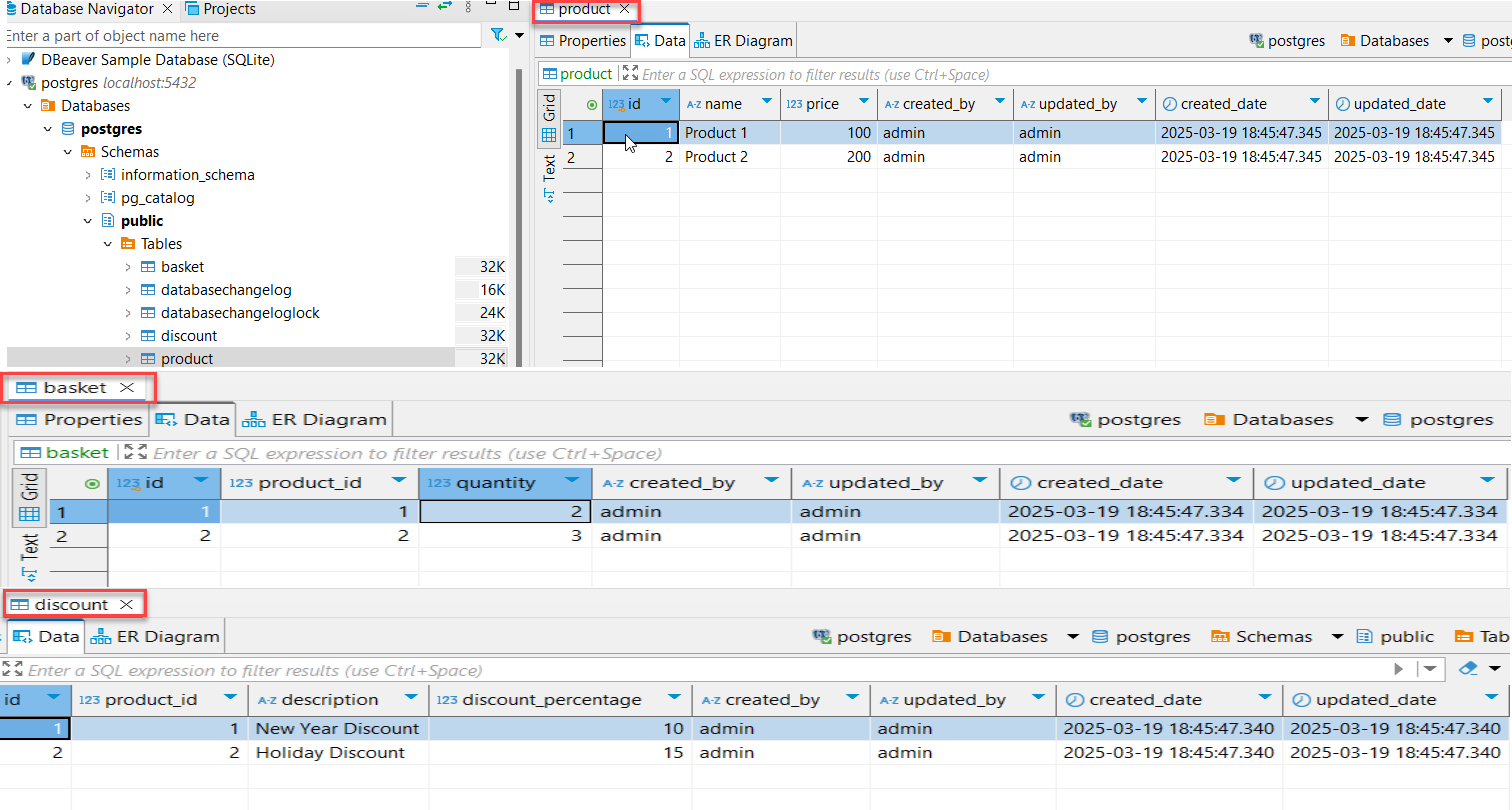 Database Navigator Projects
Enter a part of object name here
DBeaver Sample Database (SQLite)
postgres localhost:5432
Databases
postgres
Schemas
information_schema
pg_catalog
public
Tables
basket 32K
databasechangelog 16K
databasechangeloglock 24K
discount 32K
product 32K
product
Properties Data ER Diagram postgres Databases
product Enter a SQL expression to filter results (use Ctrl+Space)
Grid
Text
123 id A-Z name 123 price A-Z created_by A-Z updated_by created_date updated_date
1 1 Product 1 100 admin admin 2025-03-19 18:45:47.345 2025-03-19 18:45:47.345
2 2 Product 2 200 admin admin 2025-03-19 18:45:47.345 2025-03-19 18:45:47.345
basket
Properties Data ER Diagram postgres Databases postgres
basket Enter a SQL expression to filter results (use Ctrl+Space)
Grid
Text
123 id 123 product_id 123 quantity A-Z created_by A-Z updated_by created_date updated_date
1 1 1 2 admin admin 2025-03-19 18:45:47.334 2025-03-19 18:45:47.334
2 2 2 3 admin admin 2025-03-19 18:45:47.334 2025-03-19 18:45:47.334
discount
Data ER Diagram postgres Databases postgres Schemas public Tab
Enter a SQL expression to filter results (use Ctrl+Space)
id 123 product_id A-Z description 123 discount_percentage A-Z created_by A-Z updated_by created_date updated_date
1 1 New Year Discount 10 admin admin 2025-03-19 18:45:47.340 2025-03-19 18:45:47.340
2 2 Holiday Discount 15 admin admin 2025-03-19 18:45:47.340 2025-03-19 18:45:47.340